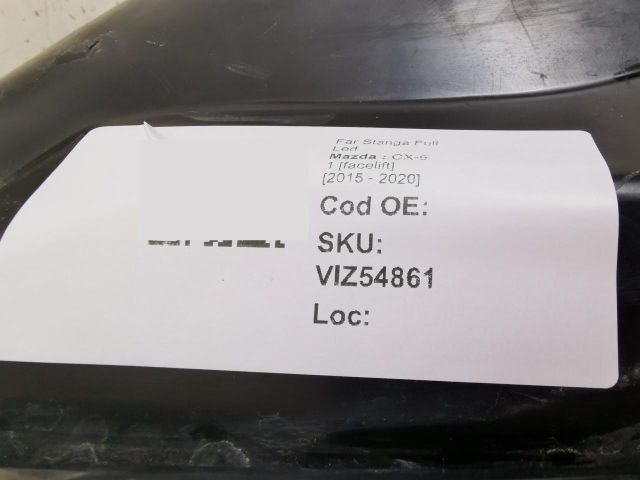 Far Stanga Full
Led
Mazda : CX-5
1 [facelift]
[2015 - 2020]
Cod OE:
SKU:
VIZ54861
Loc: